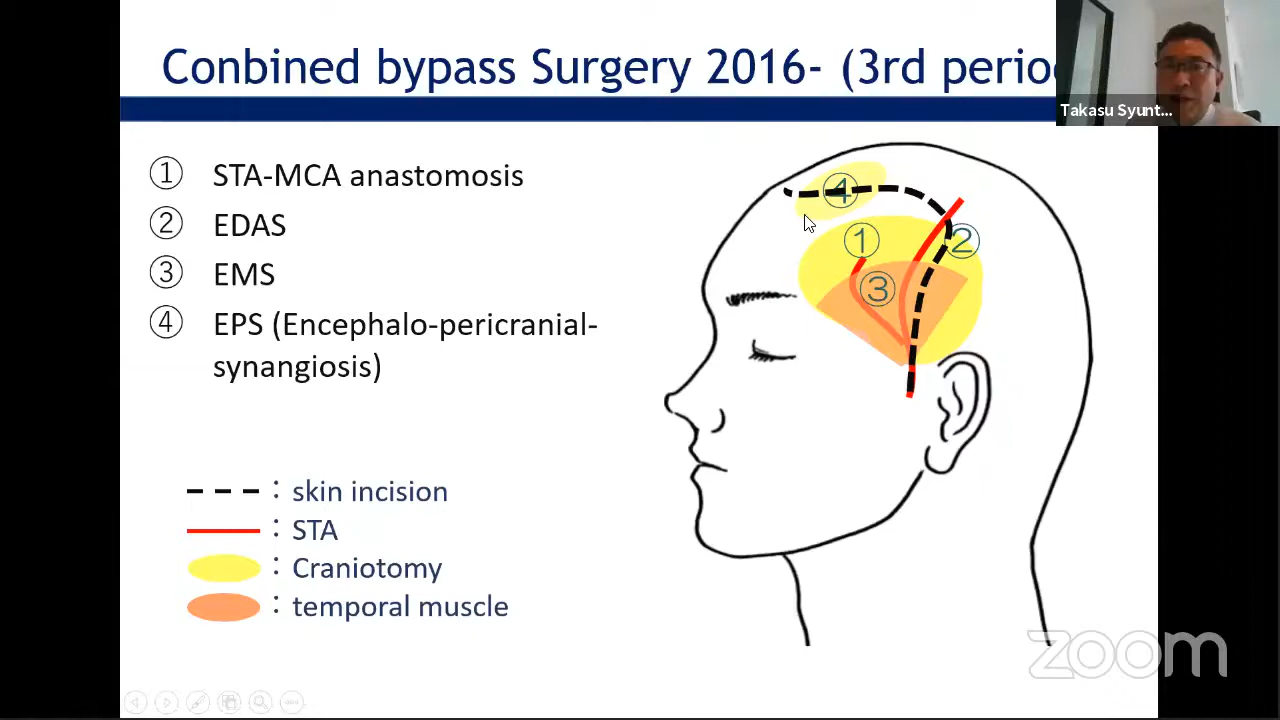 Conbined bypass Surgery 2016- (3rd perio
Takasu Syunt...
① STA-MCA anastomosis
② EDAS
③ EMS
④ EPS (Encephalo-pericranial-
synangiosis)
④
①
②
③
: skin incision
: STA
: Craniotomy
: temporal muscle
zoom